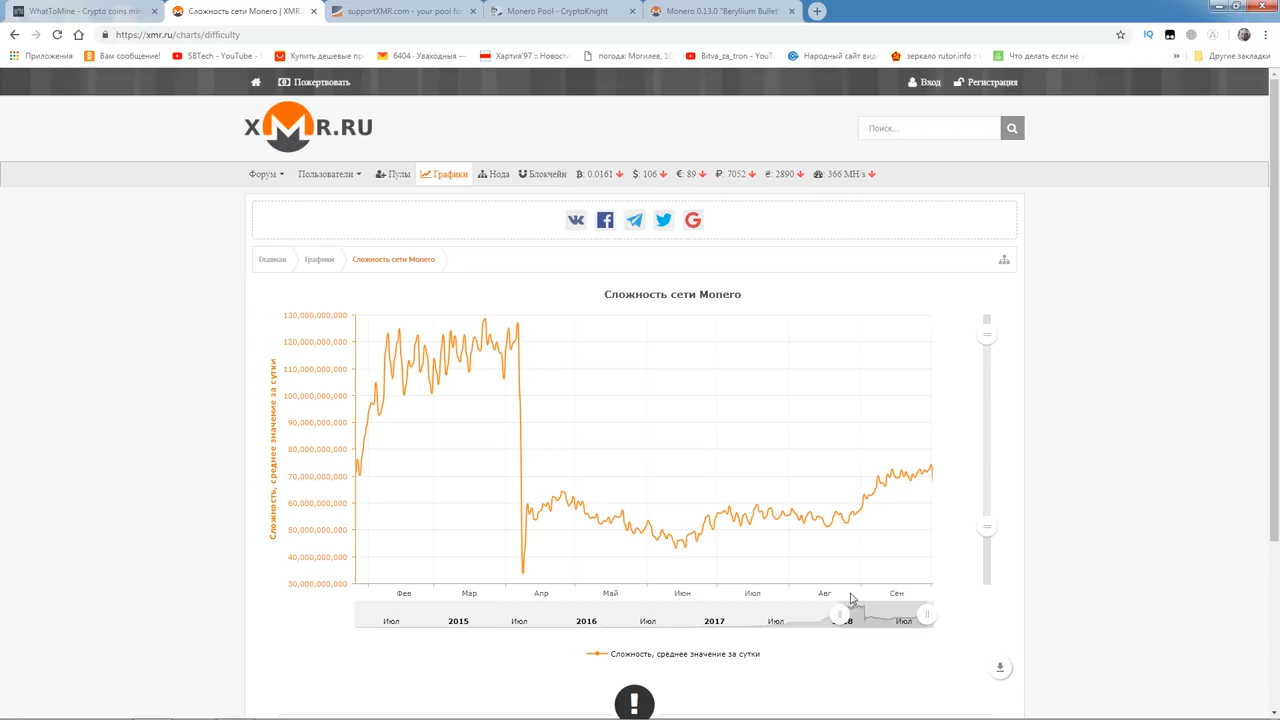 WhatToMine - Crypto coins min
Сложность сети Monero | XMR.
supportXMR.com - your pool fo
Monero Pool - CryptoKnight
Monero 0.13.0 "Beryllium Bullet"
https://xmr.ru/charts/difficulty
IQ
Приложения
Вам сообщение!
SBTech - YouTube -
Купить дешевые пр
6404 - Уваходныя —
Хартия'97 :: Новост
погода: Могилев, 10
Bitva_za_tron - YouТ
Народный сайт вид
зеркало rutor.info ::
Что делать если не
»
Другие закладки
Пожертвовать
Вход
Регистрация
XMR.RU
Поиск...
Форум
Пользователи
Пулы
Графики
Нода
Блокчейн
: 0.0161
$: 106
€: 89
₽: 7052
₴: 2890
: 366 MH/s
Главная
Графики
Сложность сети Monero
Сложность сети Monero
Сложность, среднее значение за сутки
130,000,000,000
120,000,000,000
110,000,000,000
100,000,000,000
90,000,000,000
80,000,000,000
70,000,000,000
60,000,000,000
50,000,000,000
40,000,000,000
30,000,000,000
Фев Мар Апр Май Июн Июл Авг Сен
Июл 2015 Июл 2016 Июл 2017 Июл Июл
Сложность, среднее значение за сутки
!